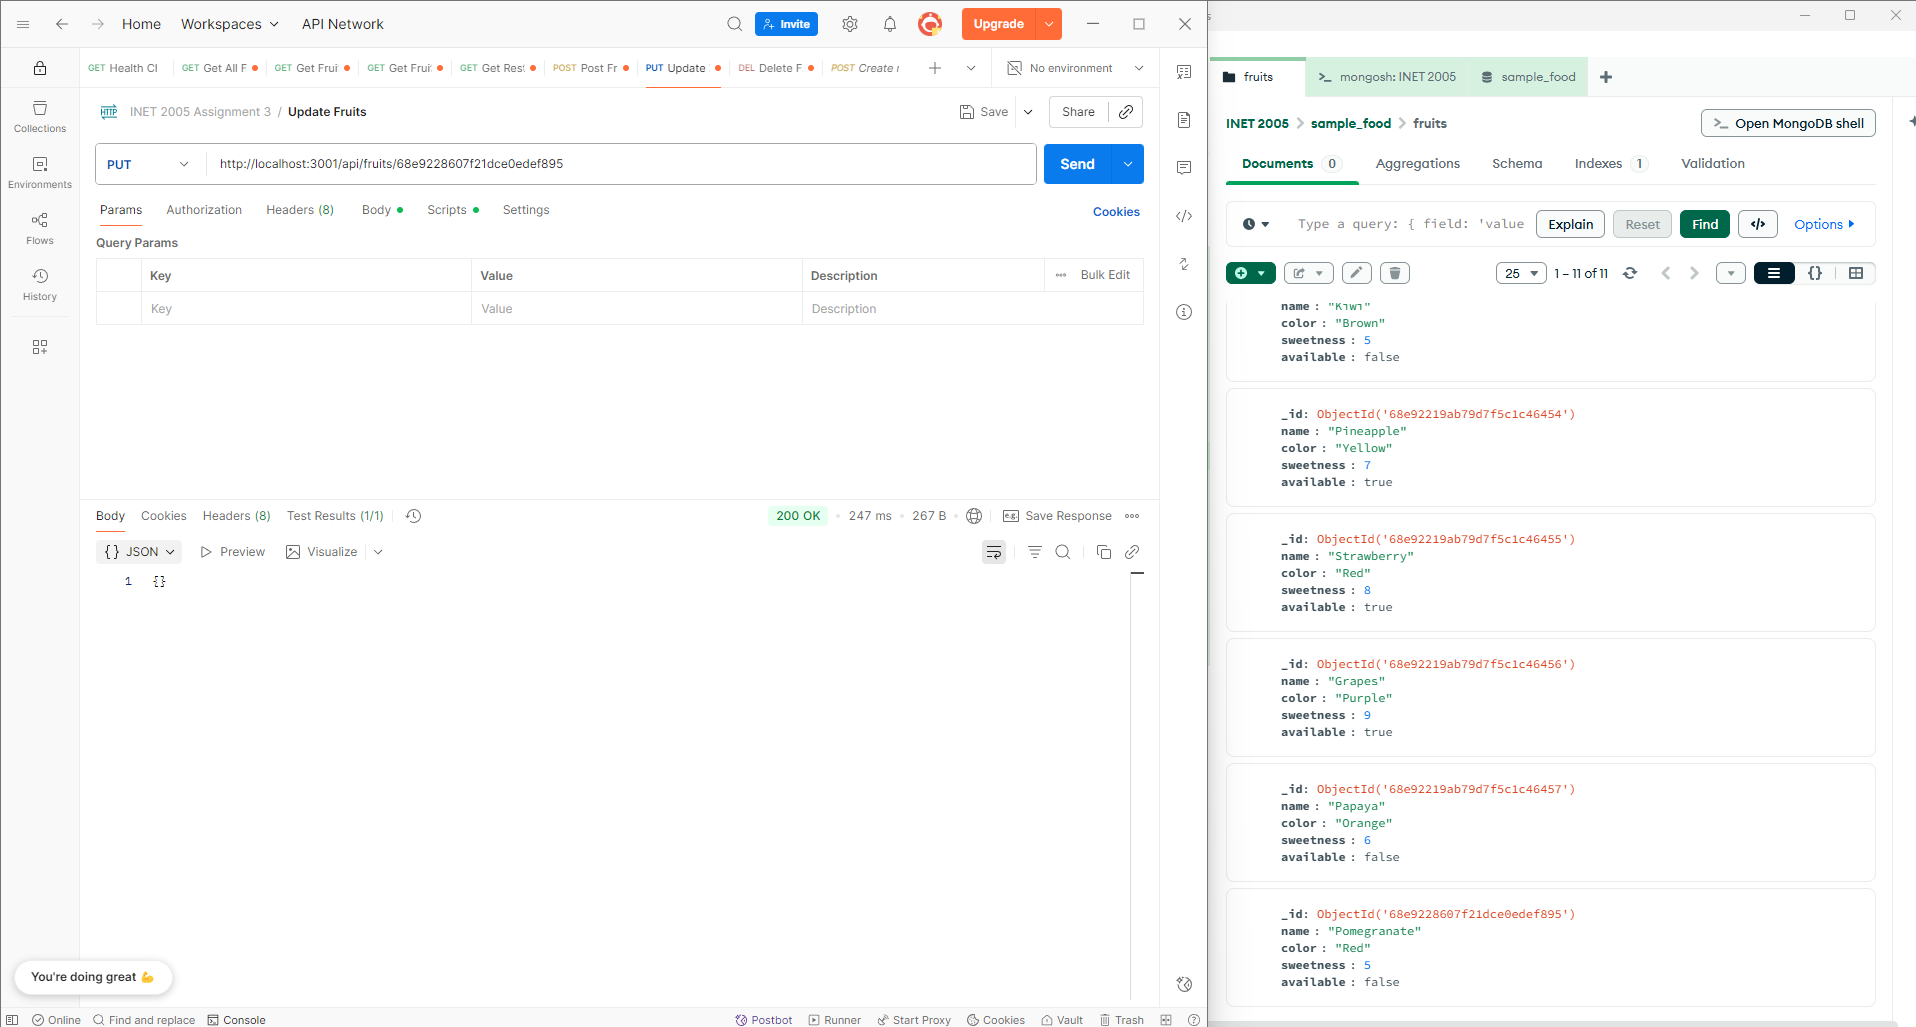 Home
Workspaces
API Network
Invite
Upgrade
GET Health Cl
GET Get All F
GET Get Frui
GET Get Fruit
GET Get Rest
POST Post Fr
PUT Update
DEL Delete F
POST Create r
No environment
Collections
Environments
Flows
History
HTTP
INET 2005 Assignment 3 / Update Fruits
Save
Share
PUT
http://localhost:3001/api/fruits/68e9228607f21dce0edef895
Send
Params
Authorization
Headers (8)
Body
Scripts
Settings
Cookies
Query Params
Key
Value
Description
Bulk Edit
Key
Value
Description
Body
Cookies
Headers (8)
Test Results (1/1)
200 OK
247 ms
267 B
e.g.
Save Response
{} JSON
Preview
Visualize
1 {}
You're doing great 💪
Online
Find and replace
Console
Postbot
Runner
Start Proxy
Cookies
Vault
Trash
fruits
mongosh: INET 2005
sample_food
INET 2005 > sample_food > fruits
>_ Open MongoDB shell
Documents 0
Aggregations
Schema
Indexes 1
Validation
Type a query: { field: 'value
Explain
Reset
Find
</>
Options
25
1 – 11 of 11
{}
name : "Kiwi"
color : "Brown"
sweetness : 5
available : false
_id: ObjectId('68e92219ab79d7f5c1c46454')
name : "Pineapple"
color : "Yellow"
sweetness : 7
available : true
_id: ObjectId('68e92219ab79d7f5c1c46455')
name : "Strawberry"
color : "Red"
sweetness : 8
available : true
_id: ObjectId('68e92219ab79d7f5c1c46456')
name : "Grapes"
color : "Purple"
sweetness : 9
available : true
_id: ObjectId('68e92219ab79d7f5c1c46457')
name : "Papaya"
color : "Orange"
sweetness : 6
available : false
_id: ObjectId('68e9228607f21dce0edef895')
name : "Pomegranate"
color : "Red"
sweetness : 5
available : false